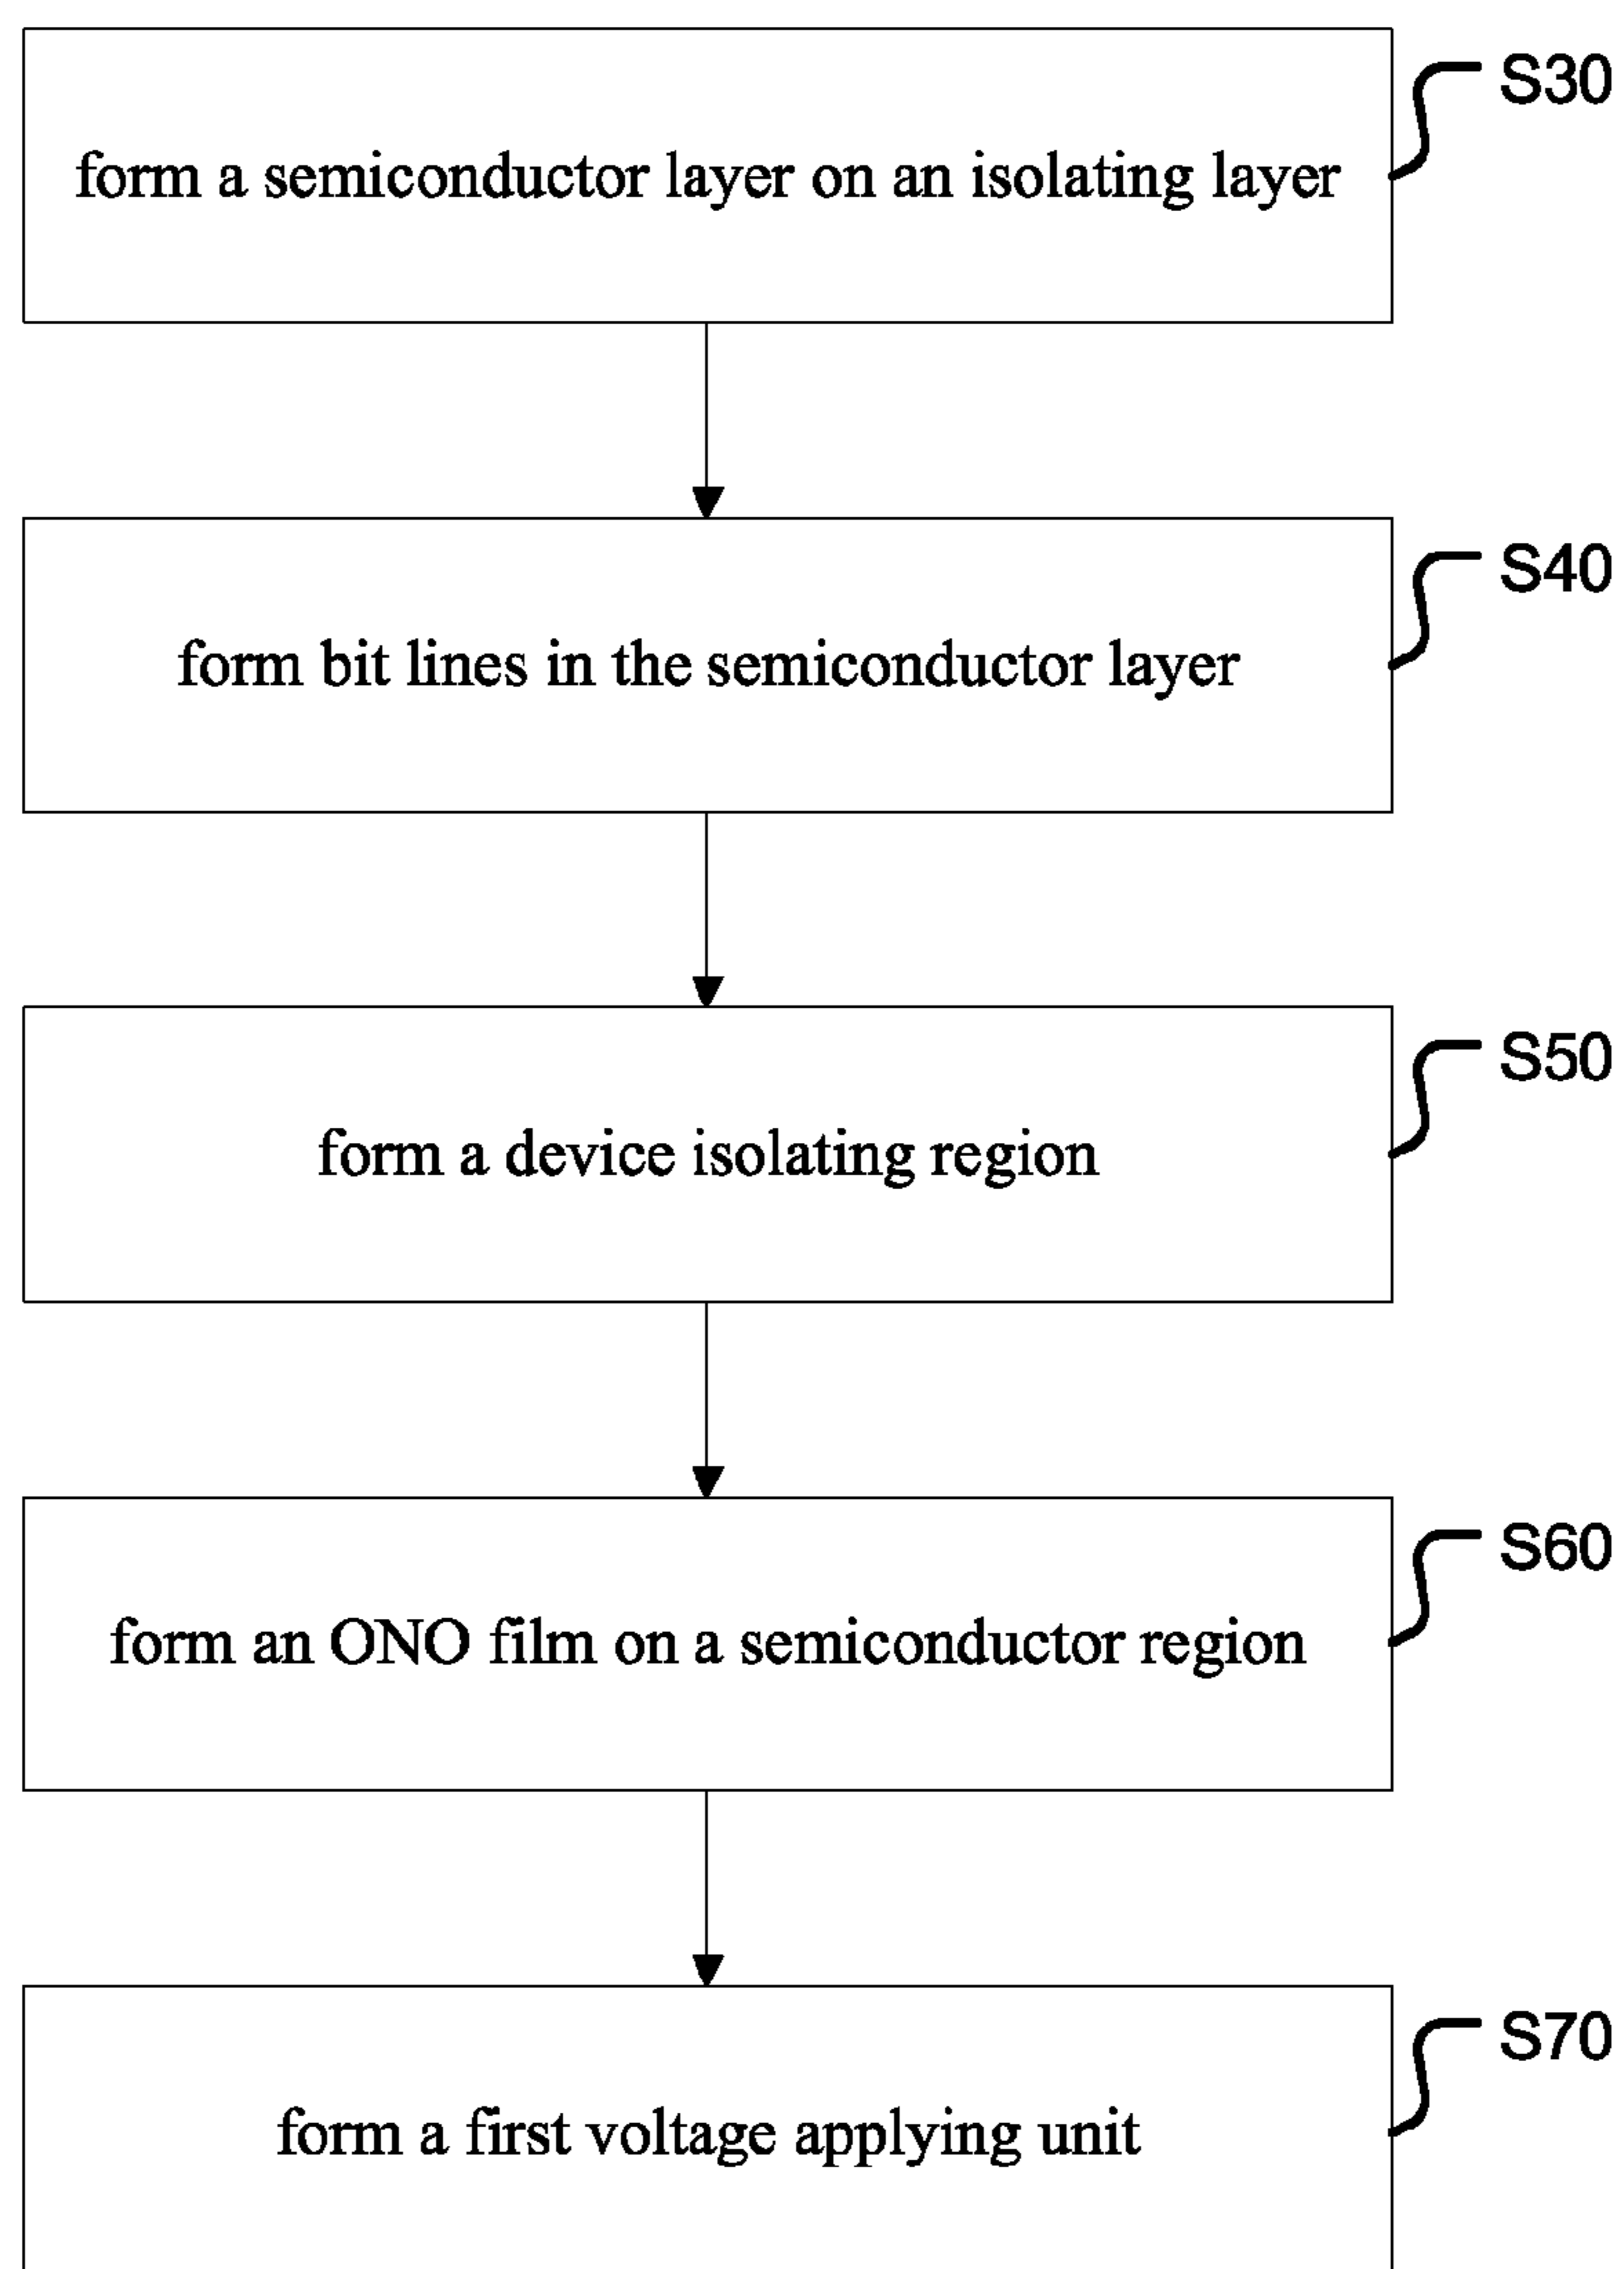 S30
form a semiconductor layer on an isolating layer
S40
form bit lines in the semiconductor layer
S50
form a device isolating region
S60
form an ONO film on a semiconductor region
S70
form a first voltage applying unit